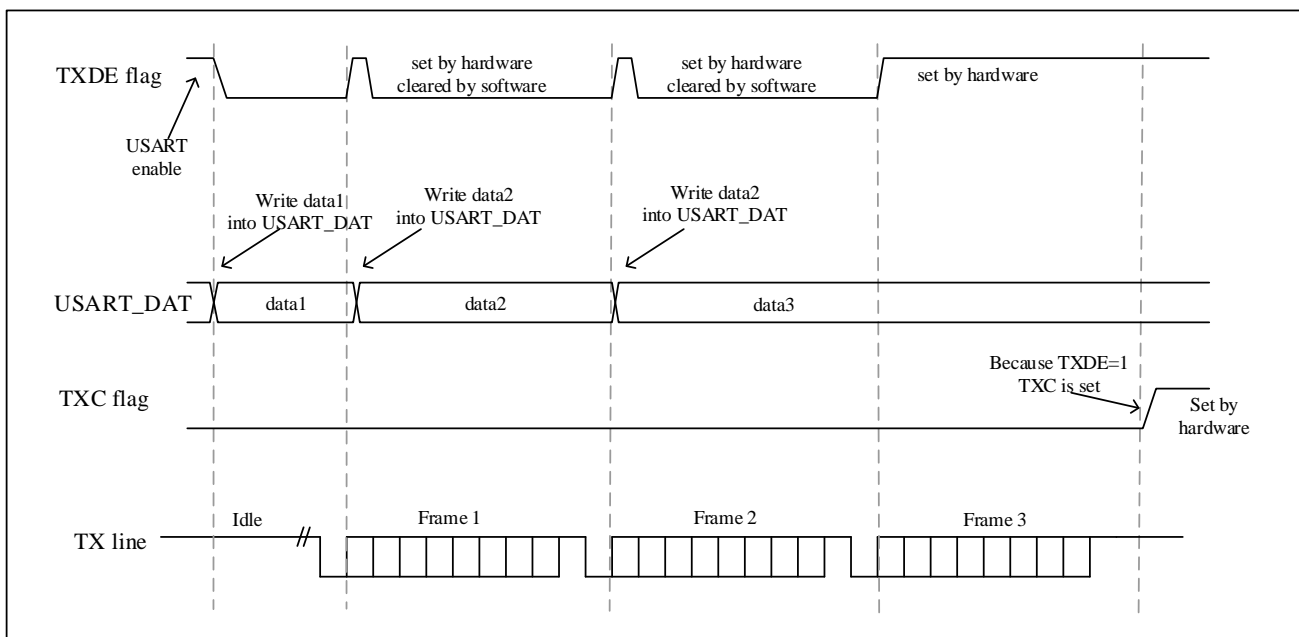 TXDE flag
set by hardware
cleared by software
set by hardware
cleared by software
set by hardware
USART
enable
Write data1
into USART_DAT
Write data2
into USART_DAT
Write data2
into USART_DAT
USART_DAT
data1
data2
data3
Because TXDE=1
TXC is set
TXC flag
Set by
hardware
Idle
Frame 1
Frame 2
Frame 3
TX line